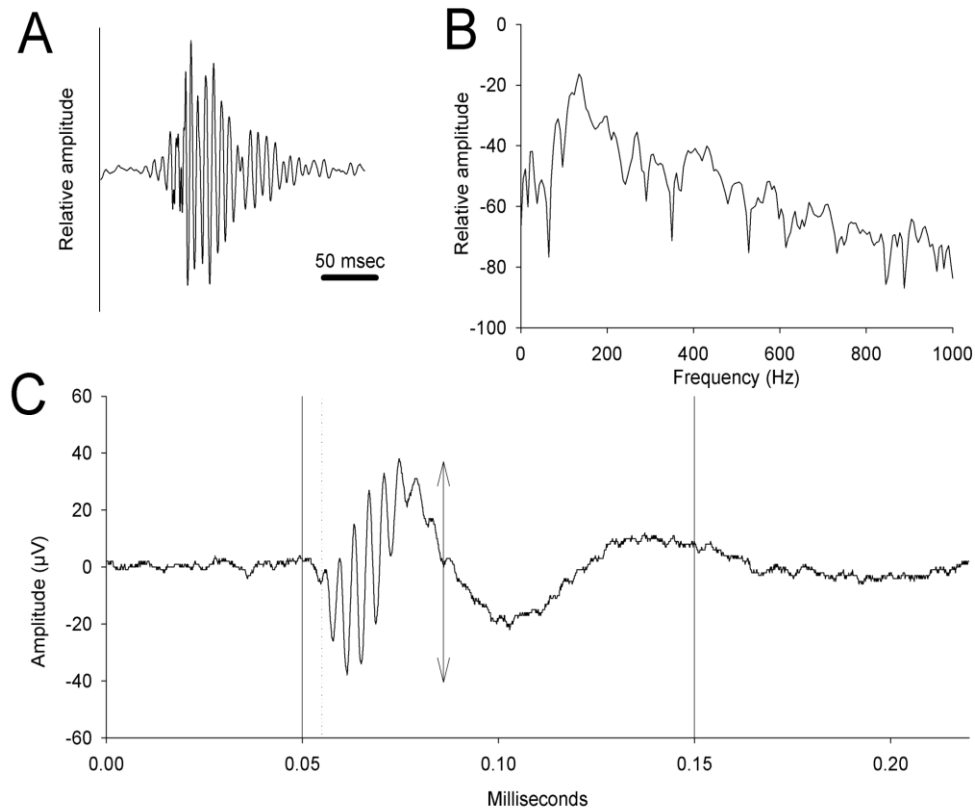 A
Relative amplitude
50 msec
B
Relative amplitude
0
-20
-40
-60
-80
-100
0 200 400 600 800 1000
Frequency (Hz)
C
Amplitude (µV)
60
40
20
0
-20
-40
-60
0.00 0.05 0.10 0.15 0.20
Milliseconds